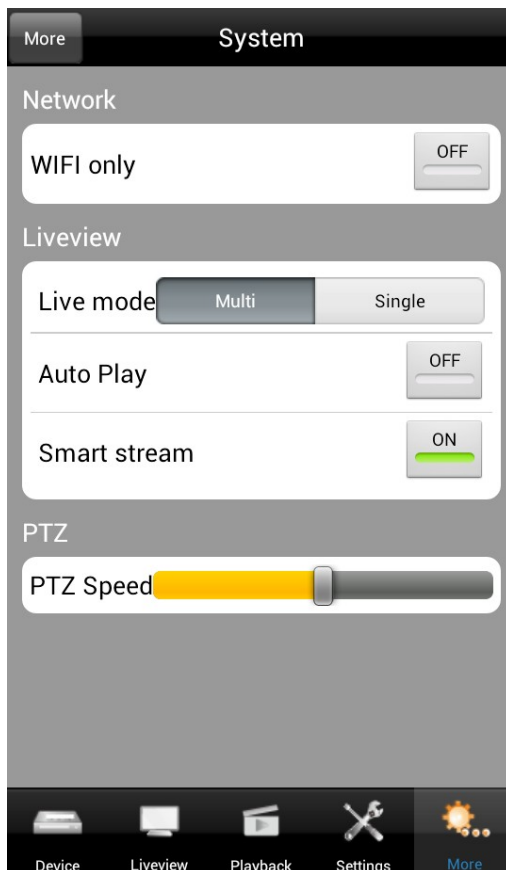 More System
Network
WIFI only OFF
Liveview
Live mode Multi Single
Auto Play OFF
Smart stream ON
PTZ
PTZ Speed
Device Liveview Playback Settings More